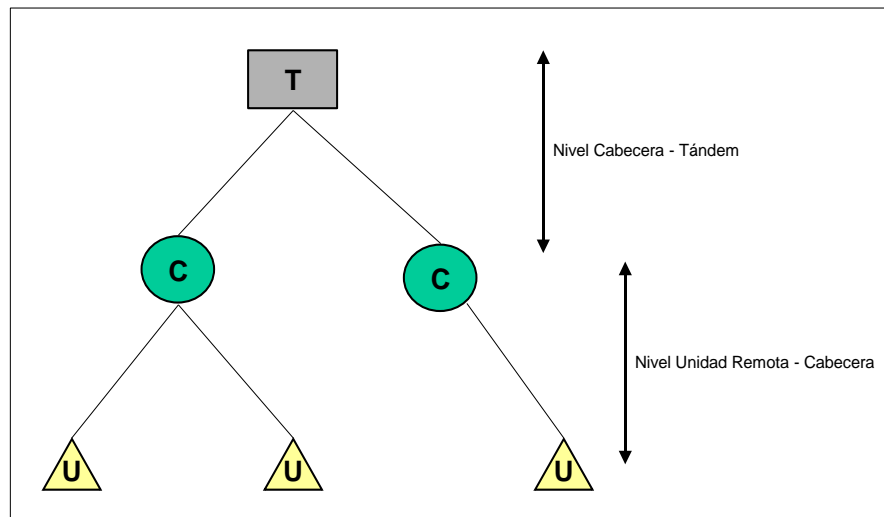 T
Nivel Cabecera - Tándem
C
C
Nivel Unidad Remota - Cabecera
U
U
U